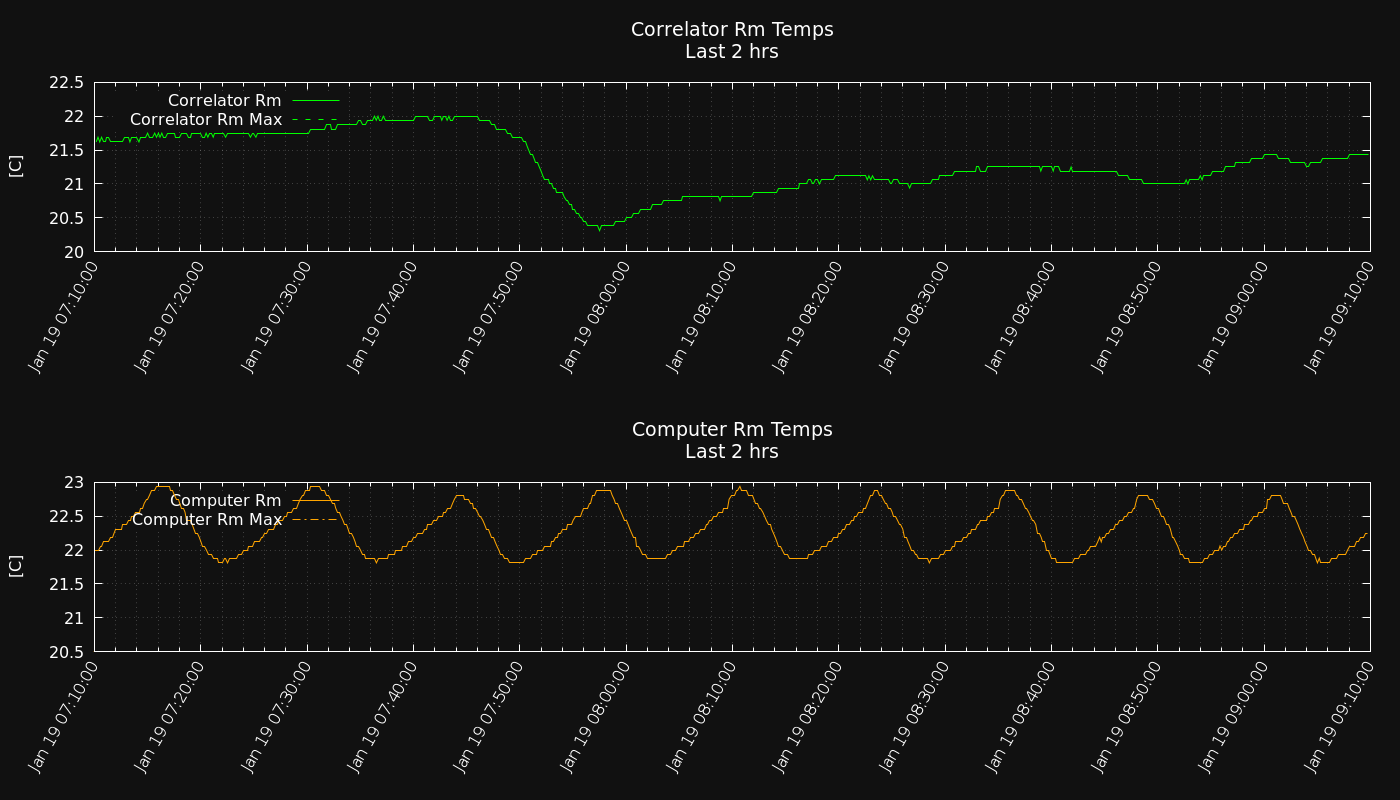 Correlator Rm Temps
Last 2 hrs
22.5
22
21.5
21
20.5
20
[C]
Correlator Rm
Correlator Rm Max
Jan 19 07:10:00
Jan 19 07:20:00
Jan 19 07:30:00
Jan 19 07:40:00
Jan 19 07:50:00
Jan 19 08:00:00
Jan 19 08:10:00
Jan 19 08:20:00
Jan 19 08:30:00
Jan 19 08:40:00
Jan 19 08:50:00
Jan 19 09:00:00
Jan 19 09:10:00
Computer Rm Temps
Last 2 hrs
23
22.5
22
21.5
21
20.5
[C]
Computer Rm
Computer Rm Max
Jan 19 07:10:00
Jan 19 07:20:00
Jan 19 07:30:00
Jan 19 07:40:00
Jan 19 07:50:00
Jan 19 08:00:00
Jan 19 08:10:00
Jan 19 08:20:00
Jan 19 08:30:00
Jan 19 08:40:00
Jan 19 08:50:00
Jan 19 09:00:00
Jan 19 09:10:00